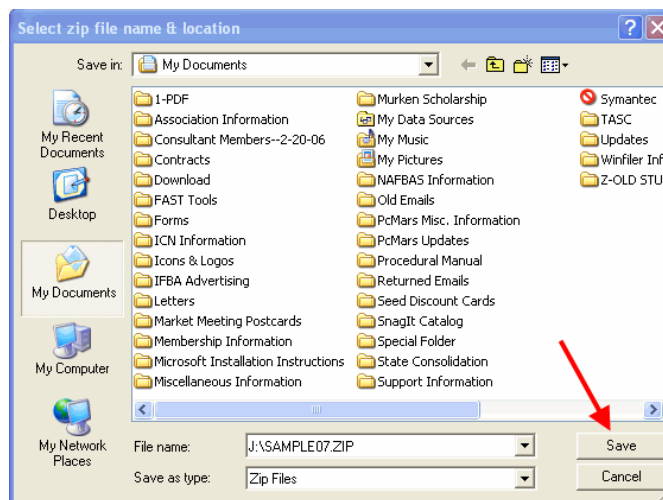 Select zip file name & location
Save in:
My Documents
My Recent
Documents
Desktop
My Documents
My Computer
My Network
Places
1-PDF
Association Information
Consultant Members--2-20-06
Contracts
Download
FAST Tools
Forms
ICN Information
Icons & Logos
IFBA Advertising
Letters
Market Meeting Postcards
Membership Information
Microsoft Installation Instructions
Miscellaneous Information
Murken Scholarship
My Data Sources
My Music
My Pictures
NAFBAS Information
Old Emails
PcMars Misc. Information
PcMars Updates
Procedural Manual
Returned Emails
Seed Discount Cards
SnagIt Catalog
Special Folder
State Consolidation
Support Information
Symantec
TASC
Updates
Winfiler Inf
Z-OLD STU
File name:
J:\SAMPLE07.ZIP
Save
Save as type:
Zip Files
Cancel